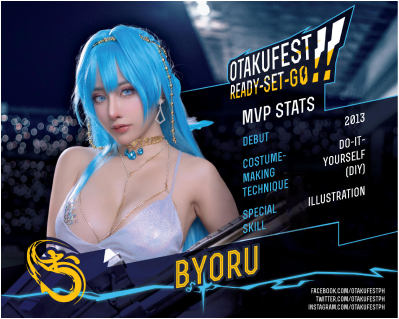 OTAKUFEST!!
READY-SET-GO
MVP STATS
DEBUT 2013
COSTUME-MAKING TECHNIQUE DO-IT-YOURSELF (DIY)
SPECIAL SKILL ILLUSTRATION
BYORU
FACEBOOK.COM/OTAKUFESTPH
TWITTER.COM/OTAKUFESTPH
INSTAGRAM.COM/OTAKUFESTPH